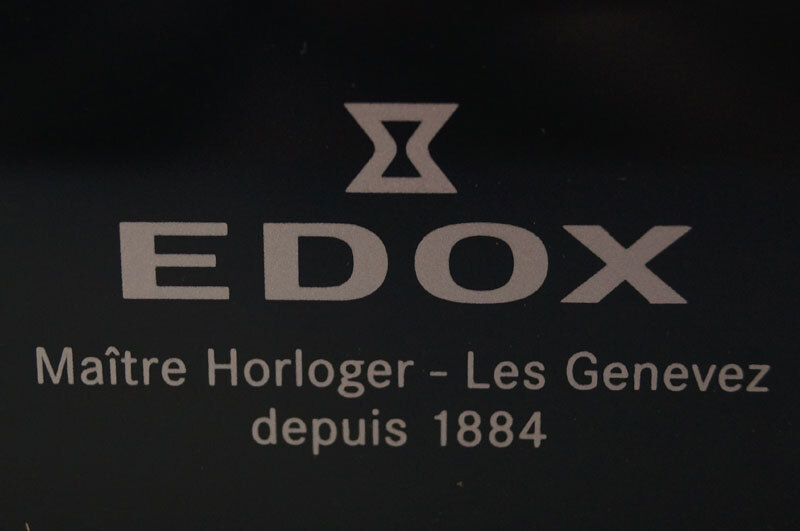 EDOX
Maître Horloger - Les Genevez
depuis 1884